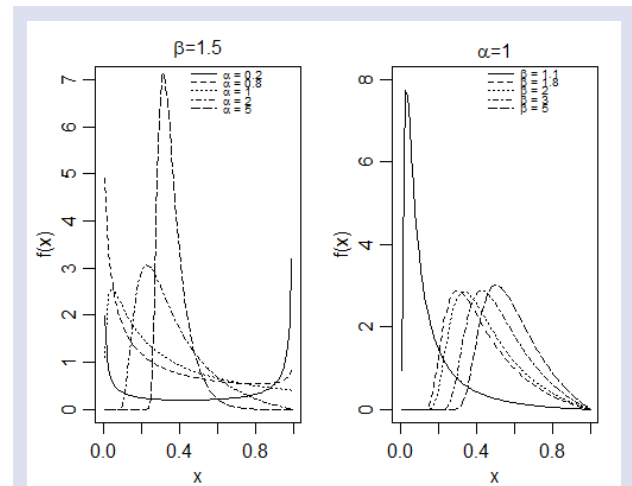 β=1.5
α = 0.2
α = 0.8
α = 1
α = 2
α = 5
f(x)
7
6
5
4
3
2
1
0
0.0 0.4 0.8
x
α=1
β = 1.1
β = 1.8
β = 2
β = 3
β = 5
f(x)
8
6
4
2
0
0.0 0.4 0.8
x